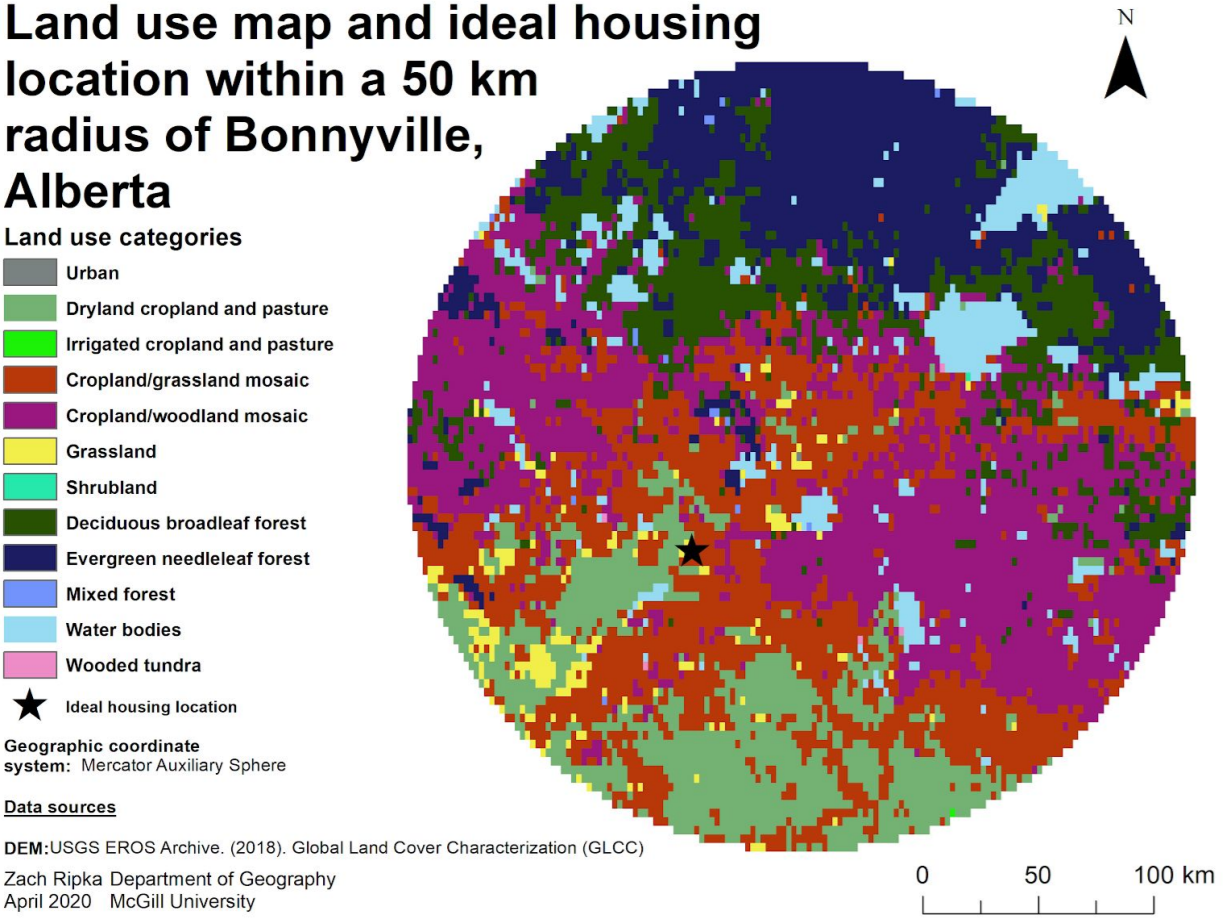 Land use map and ideal housing
location within a 50 km
radius of Bonnyville,
Alberta
N
Land use categories
Urban
Dryland cropland and pasture
Irrigated cropland and pasture
Cropland/grassland mosaic
Cropland/woodland mosaic
Grassland
Shrubland
Deciduous broadleaf forest
Evergreen needleleaf forest
Mixed forest
Water bodies
Wooded tundra
Ideal housing location
Geographic coordinate
system: Mercator Auxiliary Sphere
Data sources
DEM:USGS EROS Archive. (2018). Global Land Cover Characterization (GLCC)
Zach Ripka Department of Geography
April 2020 McGill University
0 50 100 km